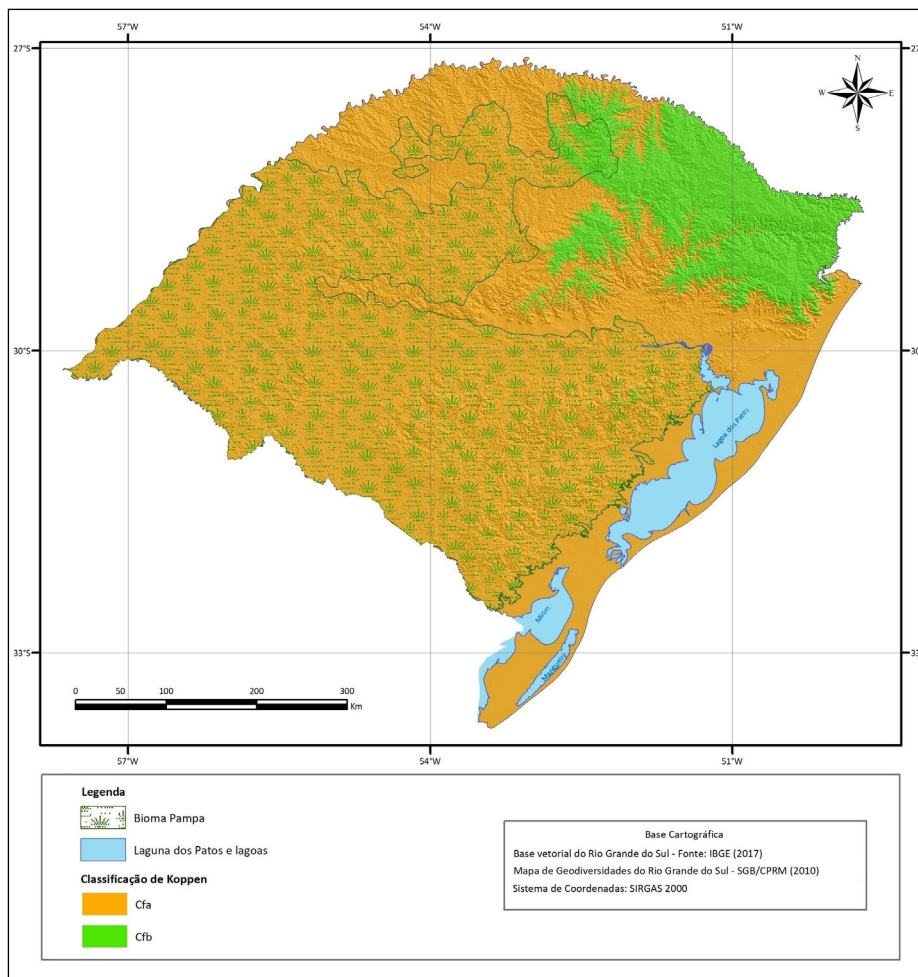 57°W 54°W 51°W
27°S 27
N
W E
S
30°S 30
Lagoa dos Patos
Mirim
Mangueira
33°S 33
0 50 100 200 300
Km
57°W 54°W 51°W
Legenda
Bioma Pampa
Laguna dos Patos e lagoas
Classificação de Koppen
Cfa
Cfb
Base Cartográfica
Base vetorial do Rio Grande do Sul - Fonte: IBGE (2017)
Mapa de Geodiversidades do Rio Grande do Sul - SGB/CPRM (2010)
Sistema de Coordenadas: SIRGAS 2000